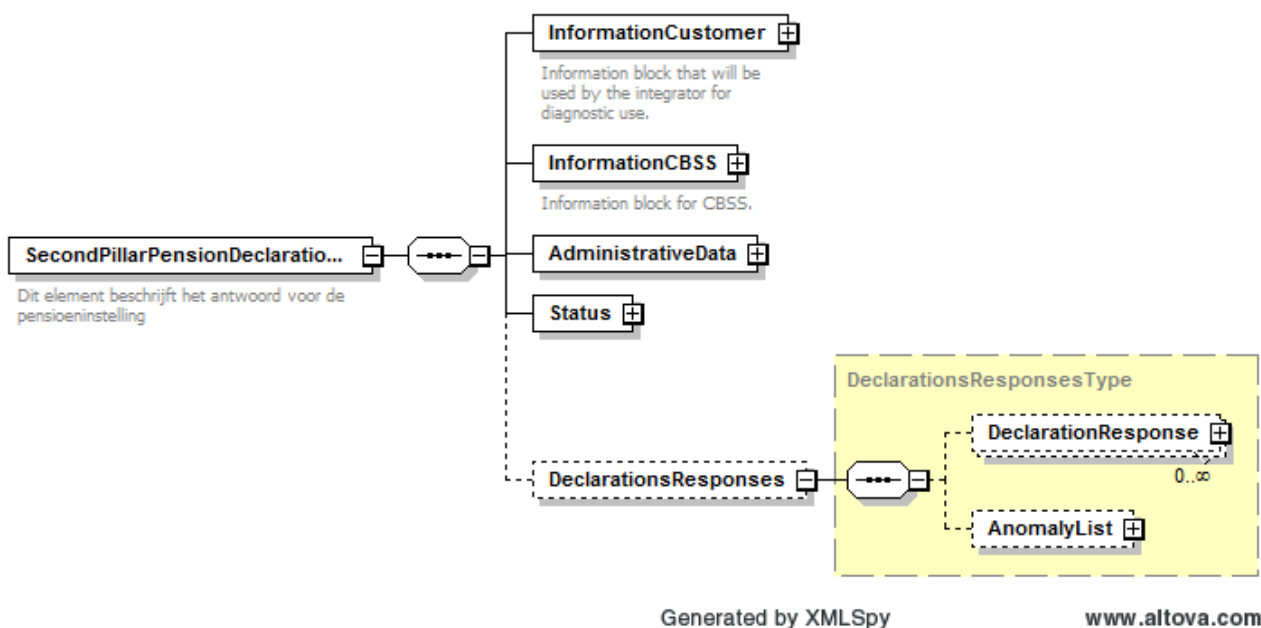 InformationCustomer
Information block that will be
used by the integrator for
diagnostic use.
InformationCBSS
Information block for CBSS.
SecondPillarPensionDeclaratio...
Dit element beschrijft het antwoord voor de
pensioeninstelling
AdministrativeData
Status
DeclarationsResponsesType
DeclarationResponse
0..∞
DeclarationsResponses
AnomalyList
Generated by XMLSpy
www.altova.com